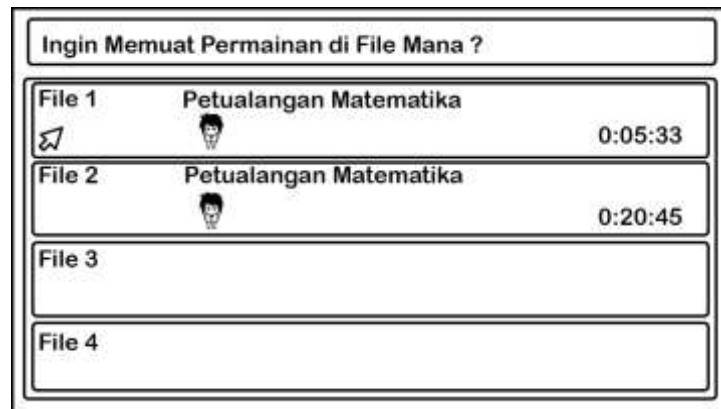 Ingin Memuat Permainan di File Mana ?
File 1 Petualangan Matematika
0:05:33
File 2 Petualangan Matematika
0:20:45
File 3
File 4